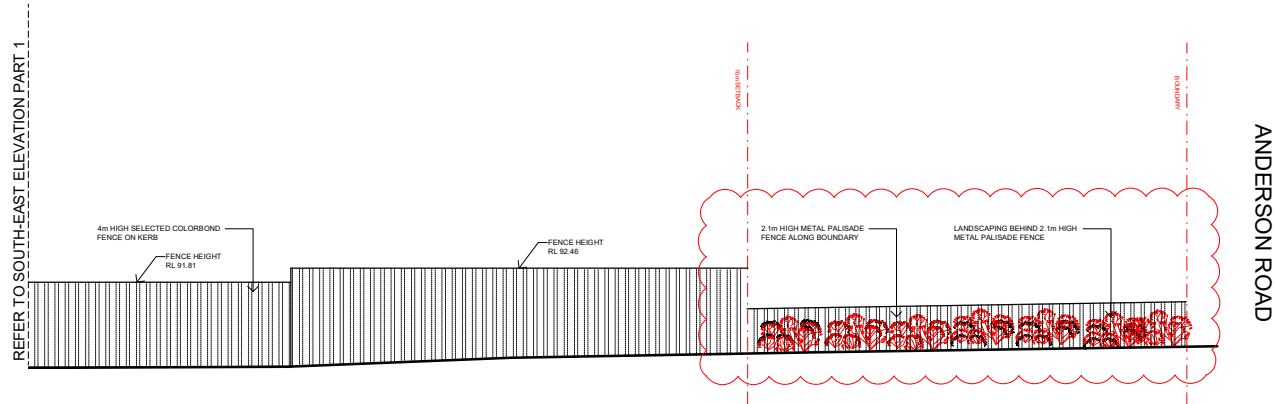 REFER TO SOUTH-EAST ELEVATION PART 1
4m HIGH SELECTED COLORBOND
FENCE ON KERB
FENCE HEIGHT
RL 91.81
FENCE HEIGHT
RL 92.46
10m SETBACK
2.1m HIGH METAL PALISADE
FENCE ALONG BOUNDARY
LANDSCAPING BEHIND 2.1m HIGH
METAL PALISADE FENCE
BOUNDARY
ANDERSON ROAD